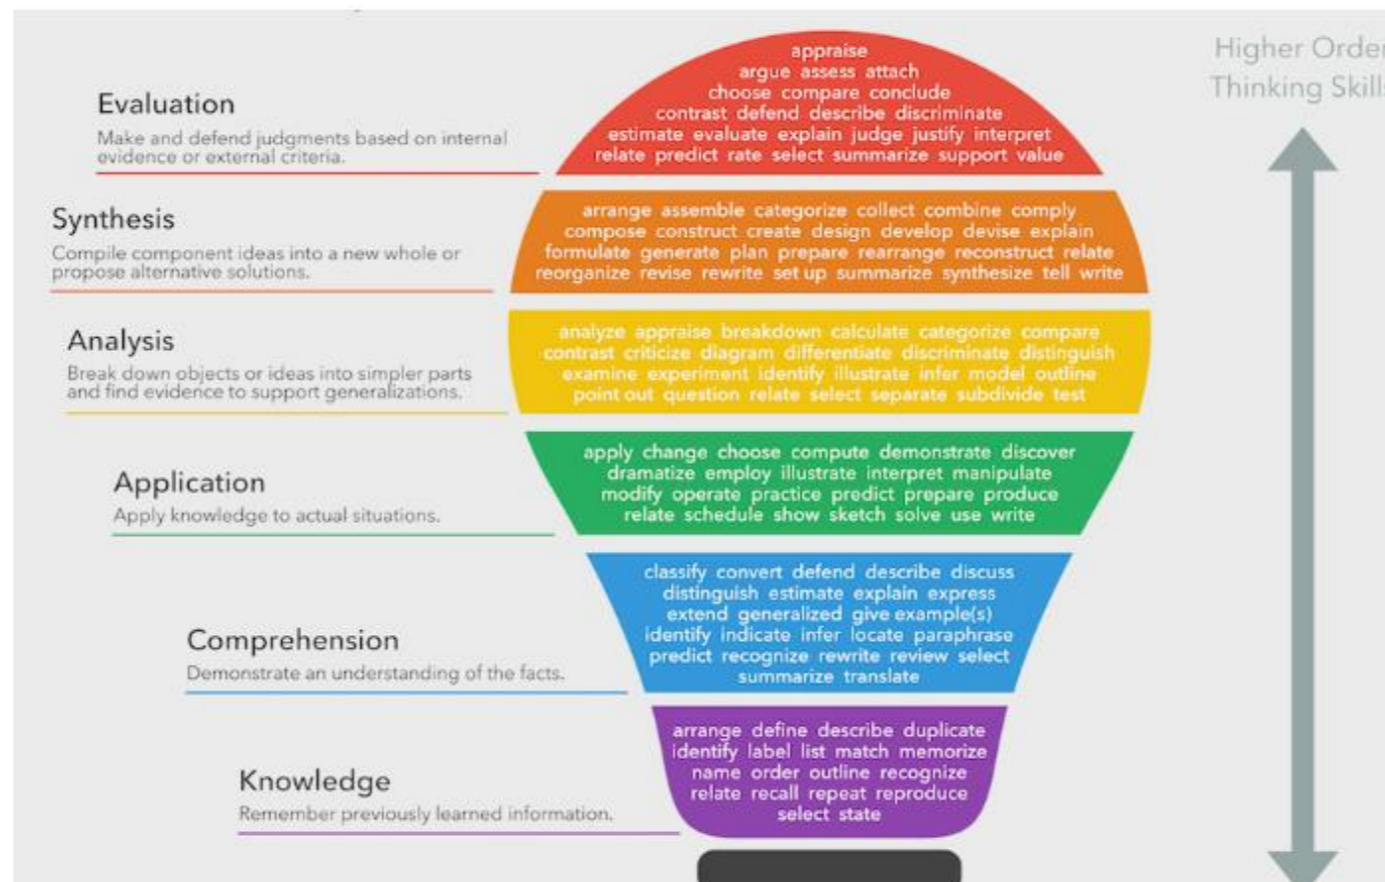 Higher Order
Thinking Skills
Evaluation
Make and defend judgments based on internal
evidence or external criteria.
appraise
argue assess attach
choose compare conclude
contrast defend describe discriminate
estimate evaluate explain judge justify interpret
relate predict rate select summarize support value
Synthesis
Compile component ideas into a new whole or
propose alternative solutions.
arrange assemble categorize collect combine comply
compose construct create design develop devise explain
formulate generate plan prepare rearrange reconstruct relate
reorganize revise rewrite set up summarize synthesize tell write
Analysis
Break down objects or ideas into simpler parts
and find evidence to support generalizations.
analyze appraise breakdown calculate categorize compare
contrast criticize diagram differentiate discriminate distinguish
examine experiment identify illustrate infer model outline
point out question relate select separate subdivide test
Application
Apply knowledge to actual situations.
apply change choose compute demonstrate discover
dramatize employ illustrate interpret manipulate
modify operate practice predict prepare produce
relate schedule show sketch solve use write
Comprehension
Demonstrate an understanding of the facts.
classify convert defend describe discuss
distinguish estimate explain express
extend generalized give example(s)
identify indicate infer locate paraphrase
predict recognize rewrite review select
summarize translate
Knowledge
Remember previously learned information.
arrange define describe duplicate
identify label list match memorize
name order outline recognize
relate recall repeat reproduce
select state